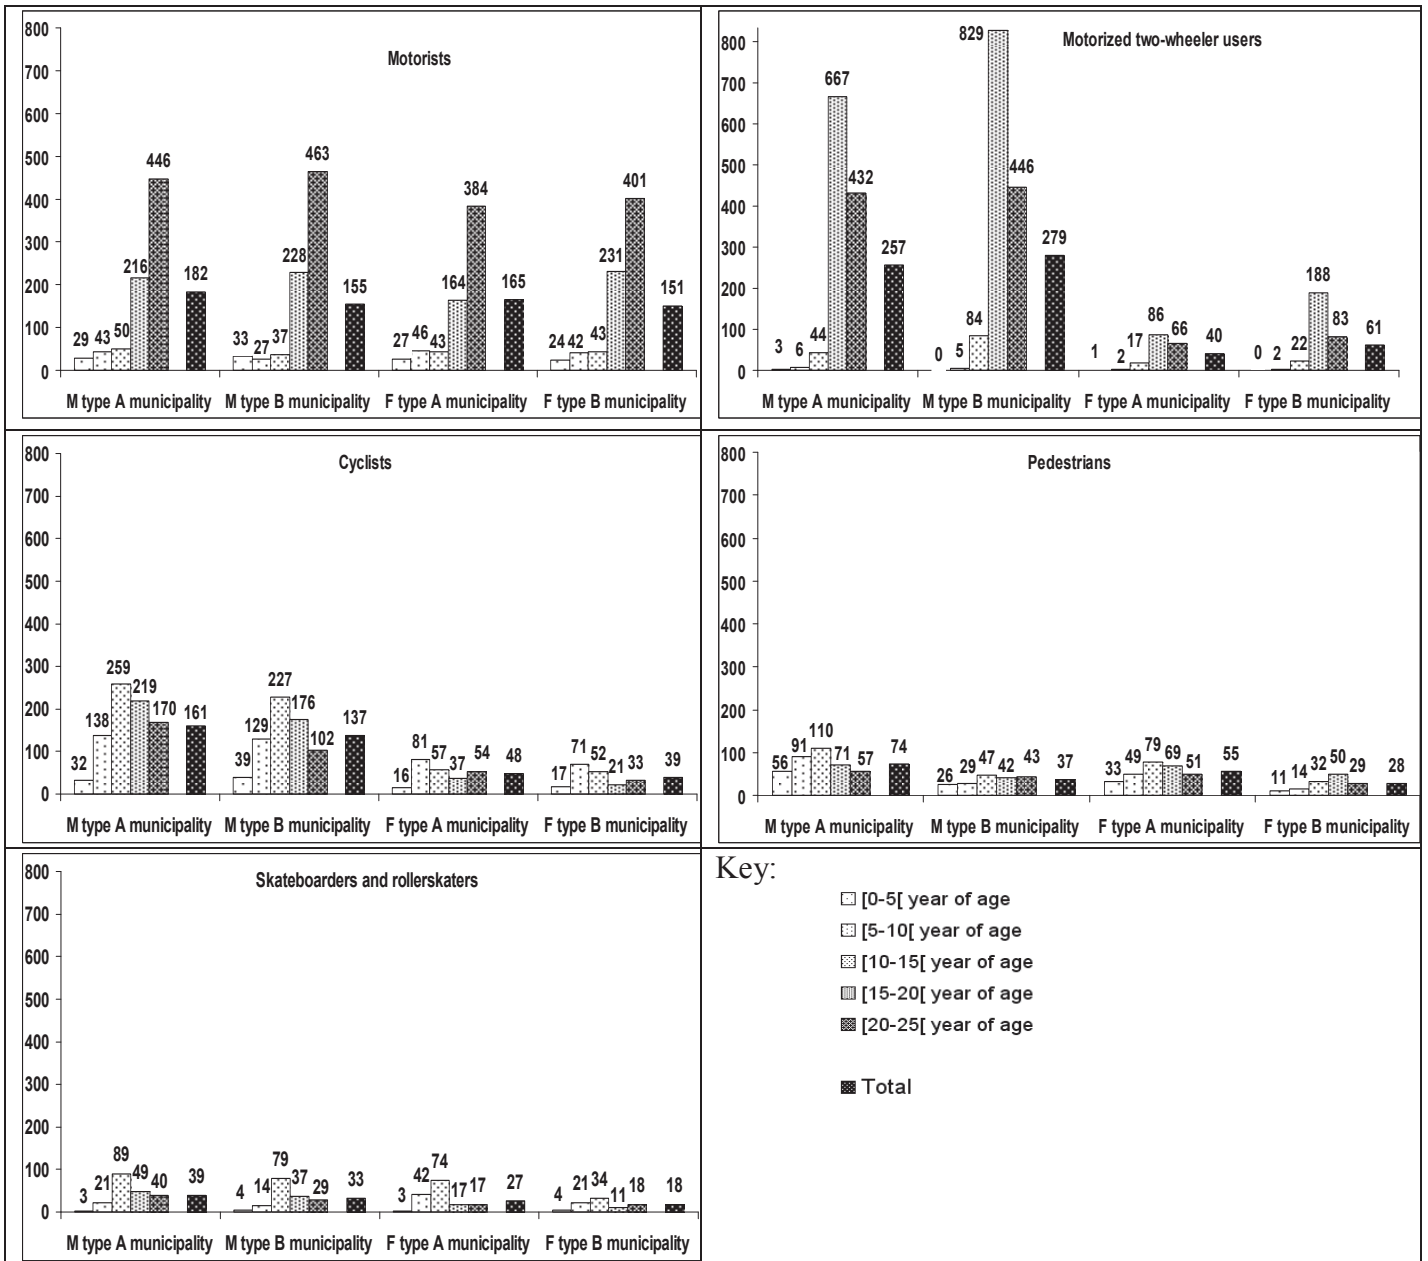 Motorists
800
700
600
500
400
300
200
100
0
29 43 50 216 446 182
33 27 37 228 463 155
27 46 43 164 384 165
24 42 43 231 401 151
M type A municipality M type B municipality F type A municipality F type B municipality
Motorized two-wheeler users
800
700
600
500
400
300
200
100
0
3 6 44 667 432 257
0 5 84 829 446 279
1 2 17 86 66 40
0 2 22 188 83 61
M type A municipality M type B municipality F type A municipality F type B municipality
Cyclists
800
700
600
500
400
300
200
100
0
32 138 259 219 170 161
39 129 227 176 102 137
16 81 57 37 54 48
17 71 52 21 33 39
M type A municipality M type B municipality F type A municipality F type B municipality
Pedestrians
800
700
600
500
400
300
200
100
0
56 91 110 71 57 74
26 29 47 42 43 37
33 49 79 69 51 55
11 14 32 50 29 28
M type A municipality M type B municipality F type A municipality F type B municipality
Skateboarders and rollerskaters
800
700
600
500
400
300
200
100
0
3 21 89 49 40 39
4 14 79 37 29 33
3 42 74 17 17 27
4 21 34 11 18 18
M type A municipality M type B municipality F type A municipality F type B municipality
Key:
[0-5[ year of age
[5-10[ year of age
[10-15[ year of age
[15-20[ year of age
[20-25[ year of age
Total